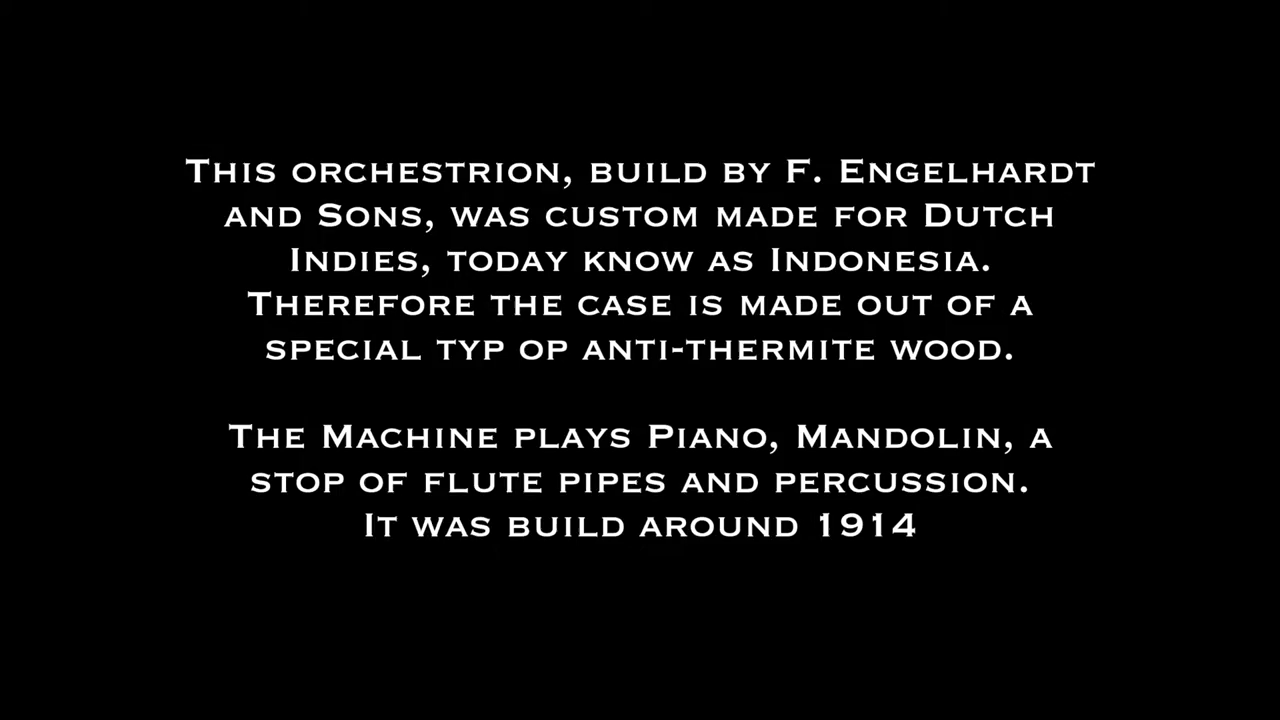 This orchestrion, build by F. Engelhardt
and Sons, was custom made for Dutch
Indies, today know as Indonesia.
Therefore the case is made out of a
special typ op anti-thermite wood.
The Machine plays Piano, Mandolin, a
stop of flute pipes and percussion.
It was build around 1914